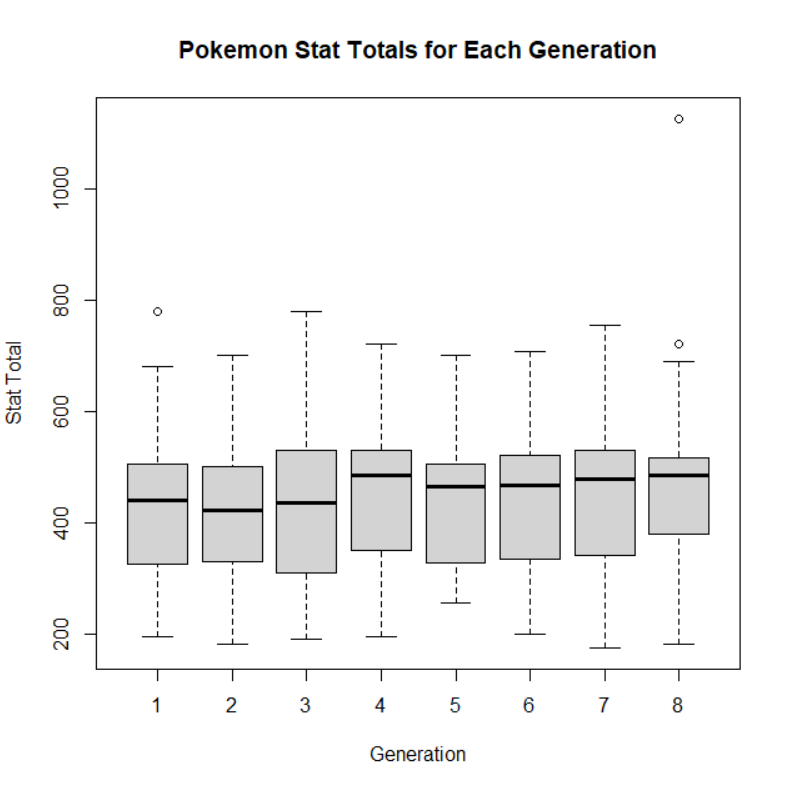 Pokemon Stat Totals for Each Generation
Stat Total
1000
800
600
400
200
1 2 3 4 5 6 7 8
Generation